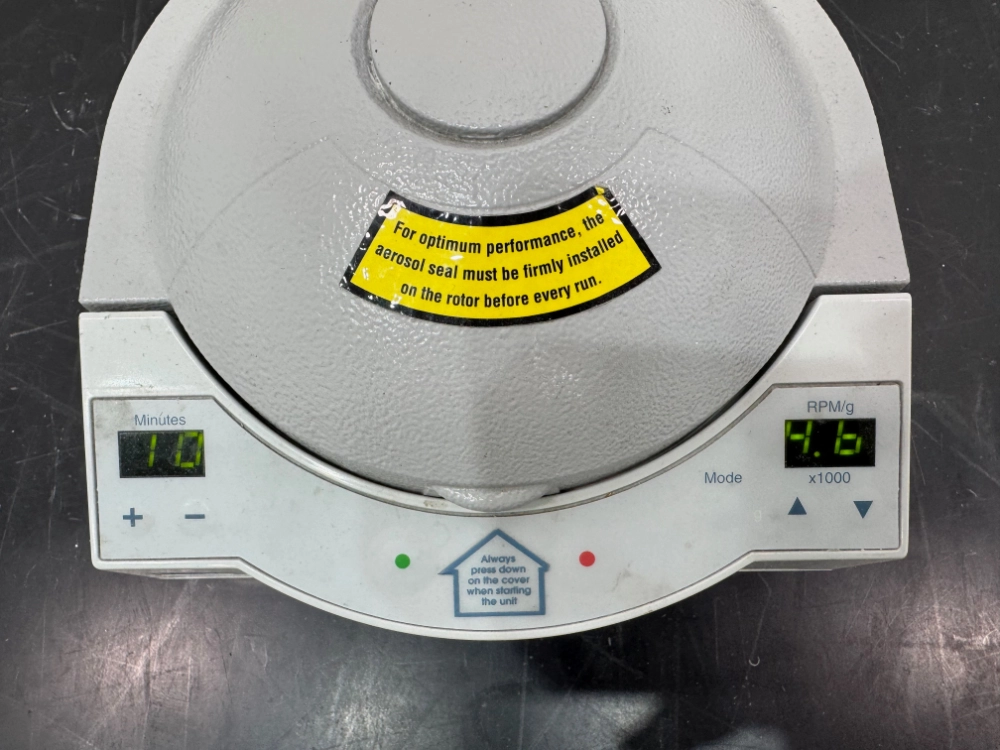 For optimum performance, the
aerosol seal must be firmly installed
on the rotor before every run.
Minutes
10
+ −
RPM/g
4.6
x1000
Mode
▲ ▼
Always
press down
on the cover
when starting
the unit